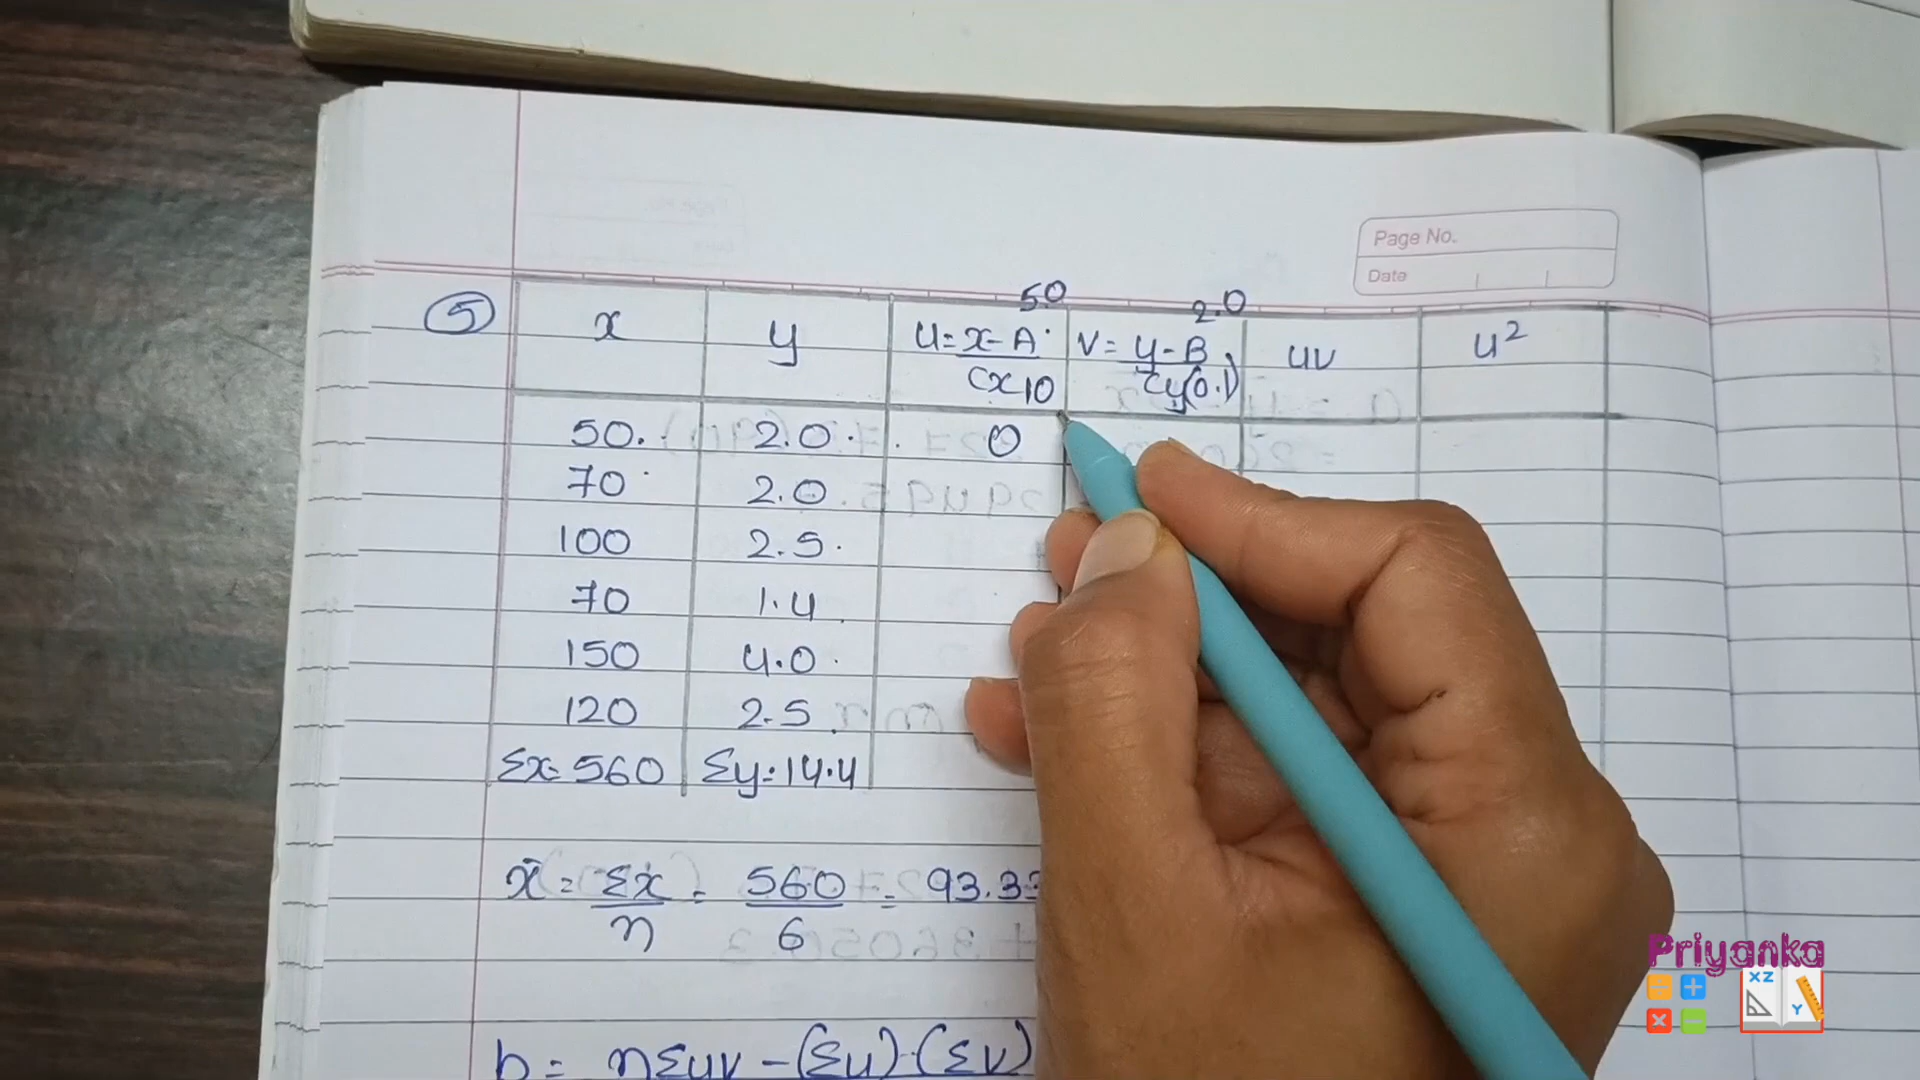 Page No.
Date
50 2.0
5 x y u = x - A v = y - B uv u²
Cx 10 Cy (0.1)
50 2.0 0
70 2.0
100 2.5
70 1.4
150 4.0
120 2.5
Σx = 560 Σy = 14.4
x̄ = Σx = 560 = 93.33
n 6
b = nΣuv - (Σu) · (Σv)
Priyanka
XZ
Y